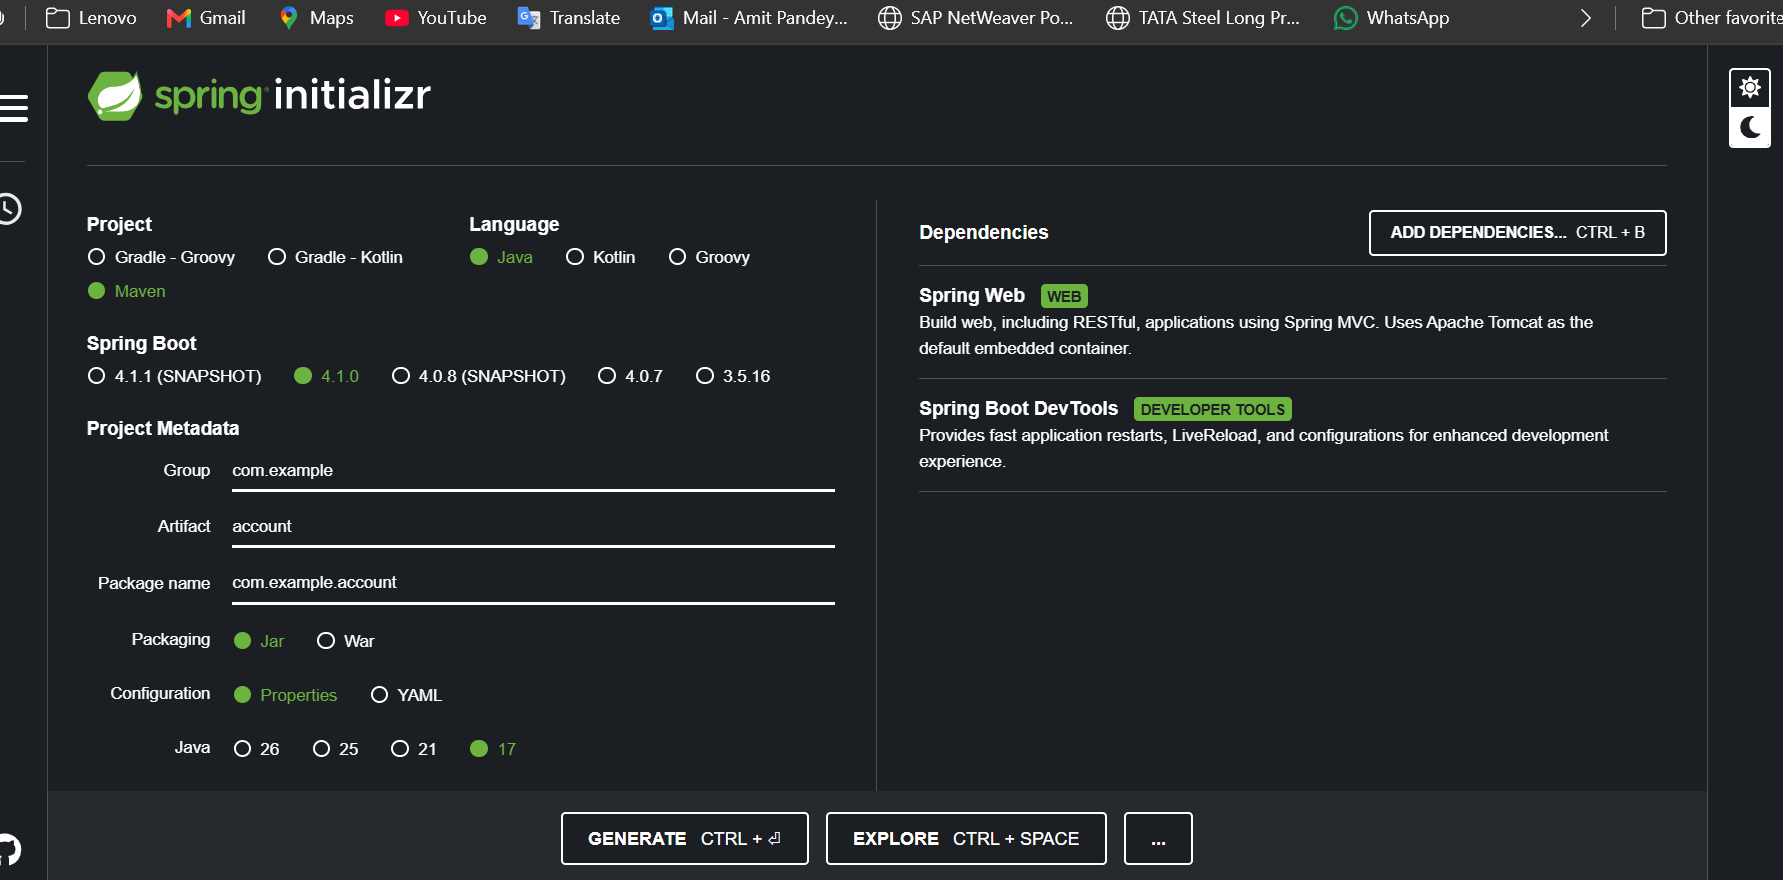 Lenovo Gmail Maps YouTube Translate Mail - Amit Pandey... SAP NetWeaver Po... TATA Steel Long Pr... WhatsApp Other favorite
spring initializr
Project
Gradle - Groovy Gradle - Kotlin
Maven
Language
Java Kotlin Groovy
Spring Boot
4.1.1 (SNAPSHOT) 4.1.0 4.0.8 (SNAPSHOT) 4.0.7 3.5.16
Project Metadata
Group com.example
Artifact account
Package name com.example.account
Packaging Jar War
Configuration Properties YAML
Java 26 25 21 17
Dependencies
ADD DEPENDENCIES... CTRL + B
Spring Web WEB
Build web, including RESTful, applications using Spring MVC. Uses Apache Tomcat as the
default embedded container.
Spring Boot DevTools DEVELOPER TOOLS
Provides fast application restarts, LiveReload, and configurations for enhanced development
experience.
GENERATE CTRL + ⏎ EXPLORE CTRL + SPACE ...